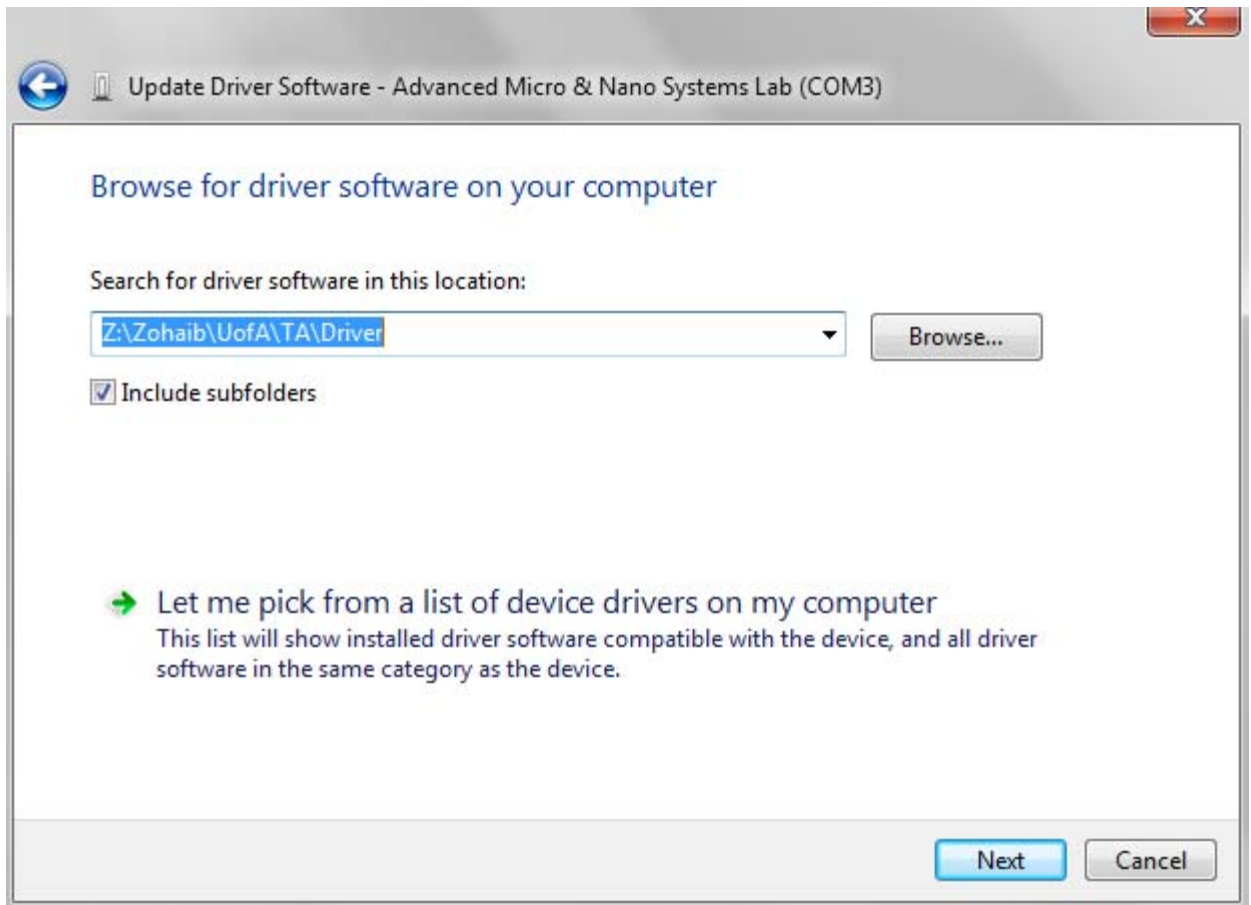 Update Driver Software - Advanced Micro & Nano Systems Lab (COM3)
Browse for driver software on your computer
Search for driver software in this location:
Z:\Zohaib\UofA\TA\Driver
Browse...
Include subfolders
Let me pick from a list of device drivers on my computer
This list will show installed driver software compatible with the device, and all driver
software in the same category as the device.
Next
Cancel